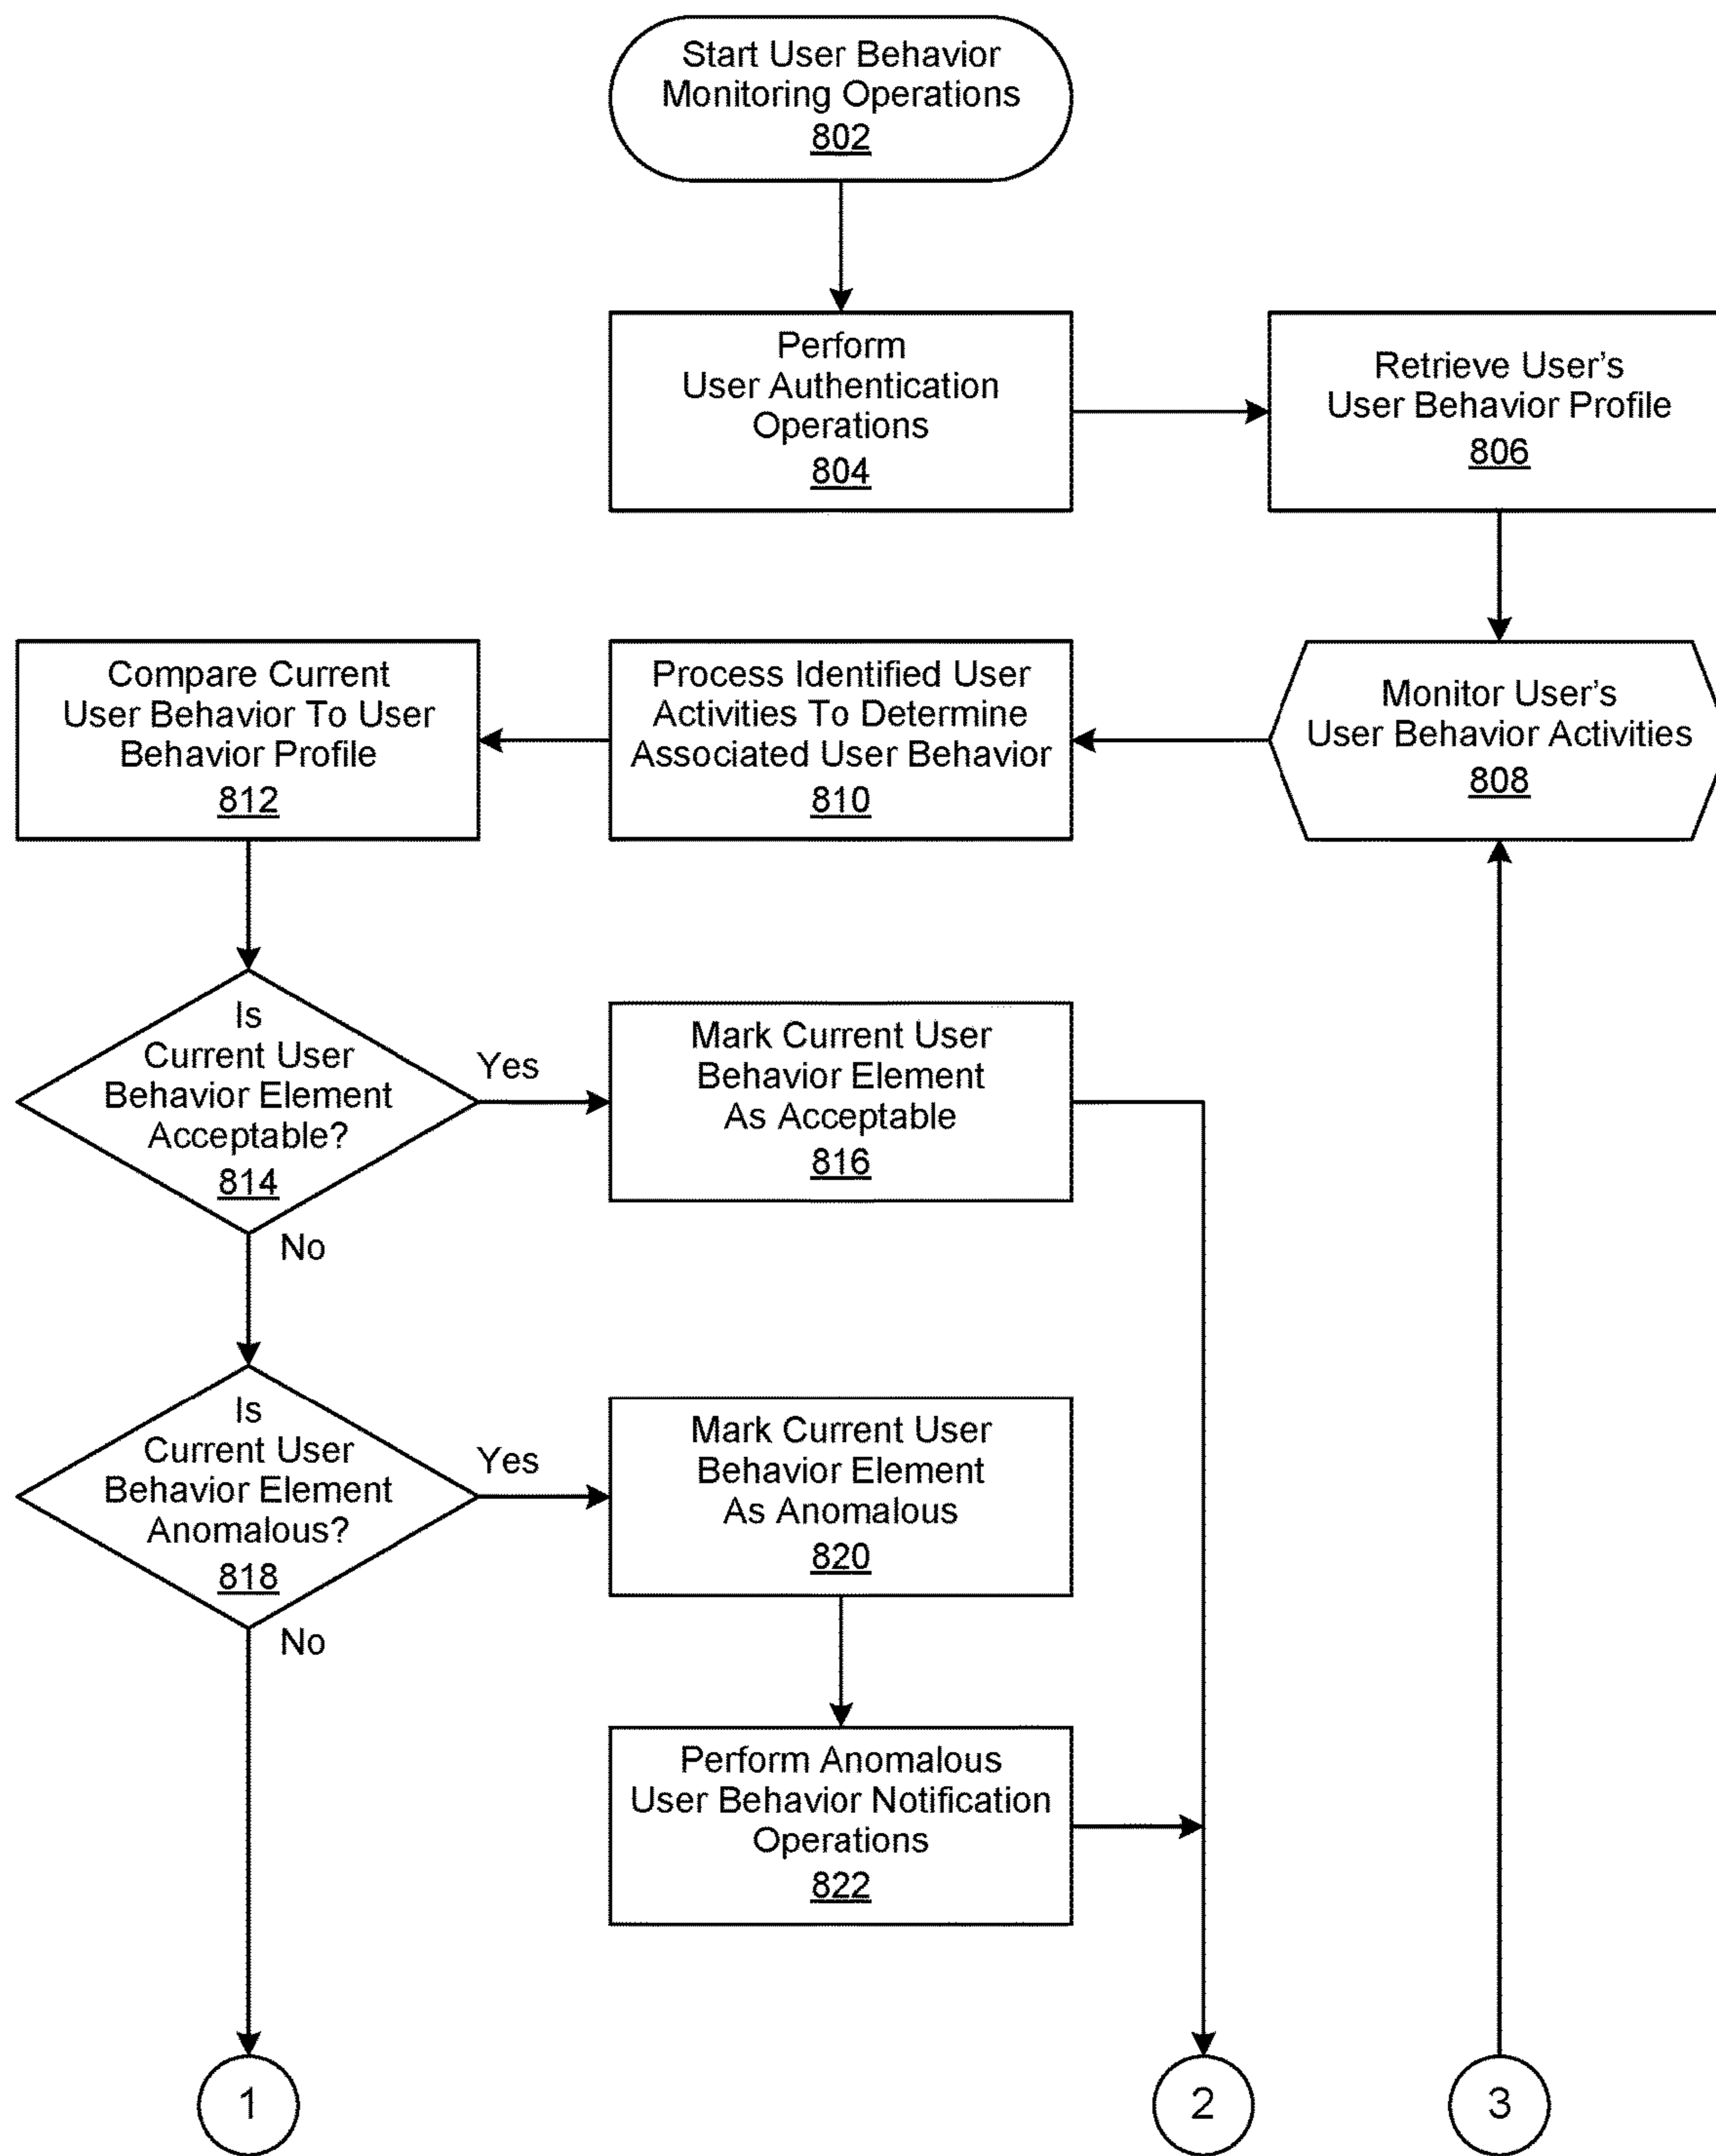 Start User Behavior
Monitoring Operations
802
Perform
User Authentication
Operations
804
Retrieve User's
User Behavior Profile
806
Compare Current
User Behavior To User
Behavior Profile
812
Process Identified User
Activities To Determine
Associated User Behavior
810
Monitor User's
User Behavior Activities
808
Is
Current User
Behavior Element
Acceptable?
814
Yes
No
Mark Current User
Behavior Element
As Acceptable
816
Is
Current User
Behavior Element
Anomalous?
818
Yes
No
Mark Current User
Behavior Element
As Anomalous
820
Perform Anomalous
User Behavior Notification
Operations
822
1
2
3